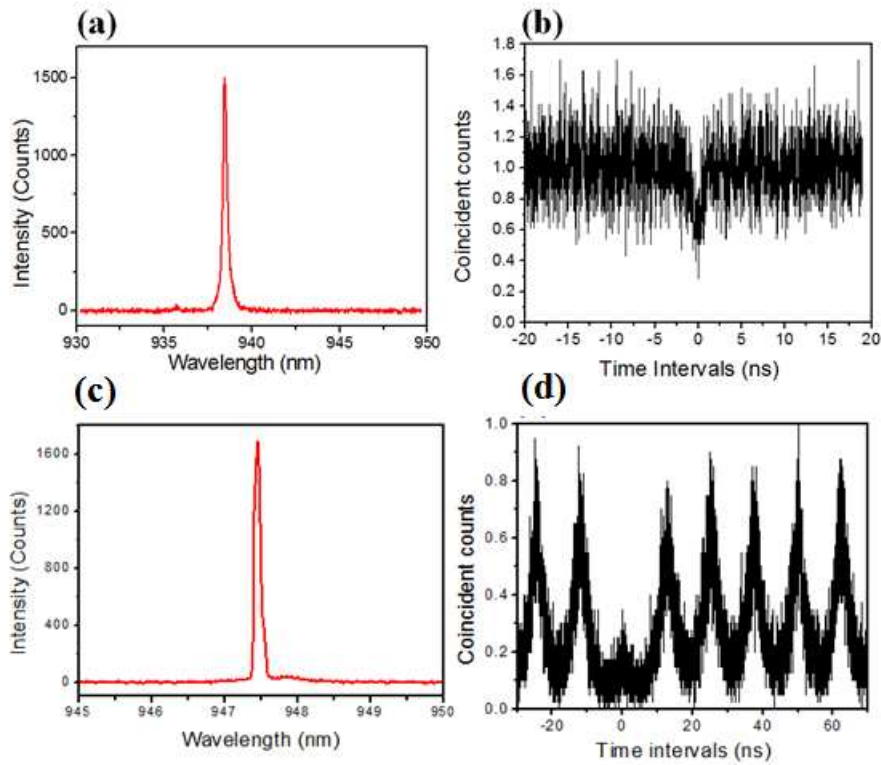 (a)
Intensity (Counts)
1500
1000
500
0
930 935 940 945 950
Wavelength (nm)
(b)
Coincident counts
1.8
1.6
1.4
1.2
1.0
0.8
0.6
0.4
0.2
0.0
-20 -15 -10 -5 0 5 10 15 20
Time Intervals (ns)
(c)
Intensity (Counts)
1600
1200
800
400
0
945 946 947 948 949 950
Wavelength (nm)
(d)
Coincident counts
1.0
0.8
0.6
0.4
0.2
0.0
-20 0 20 40 60
Time intervals (ns)